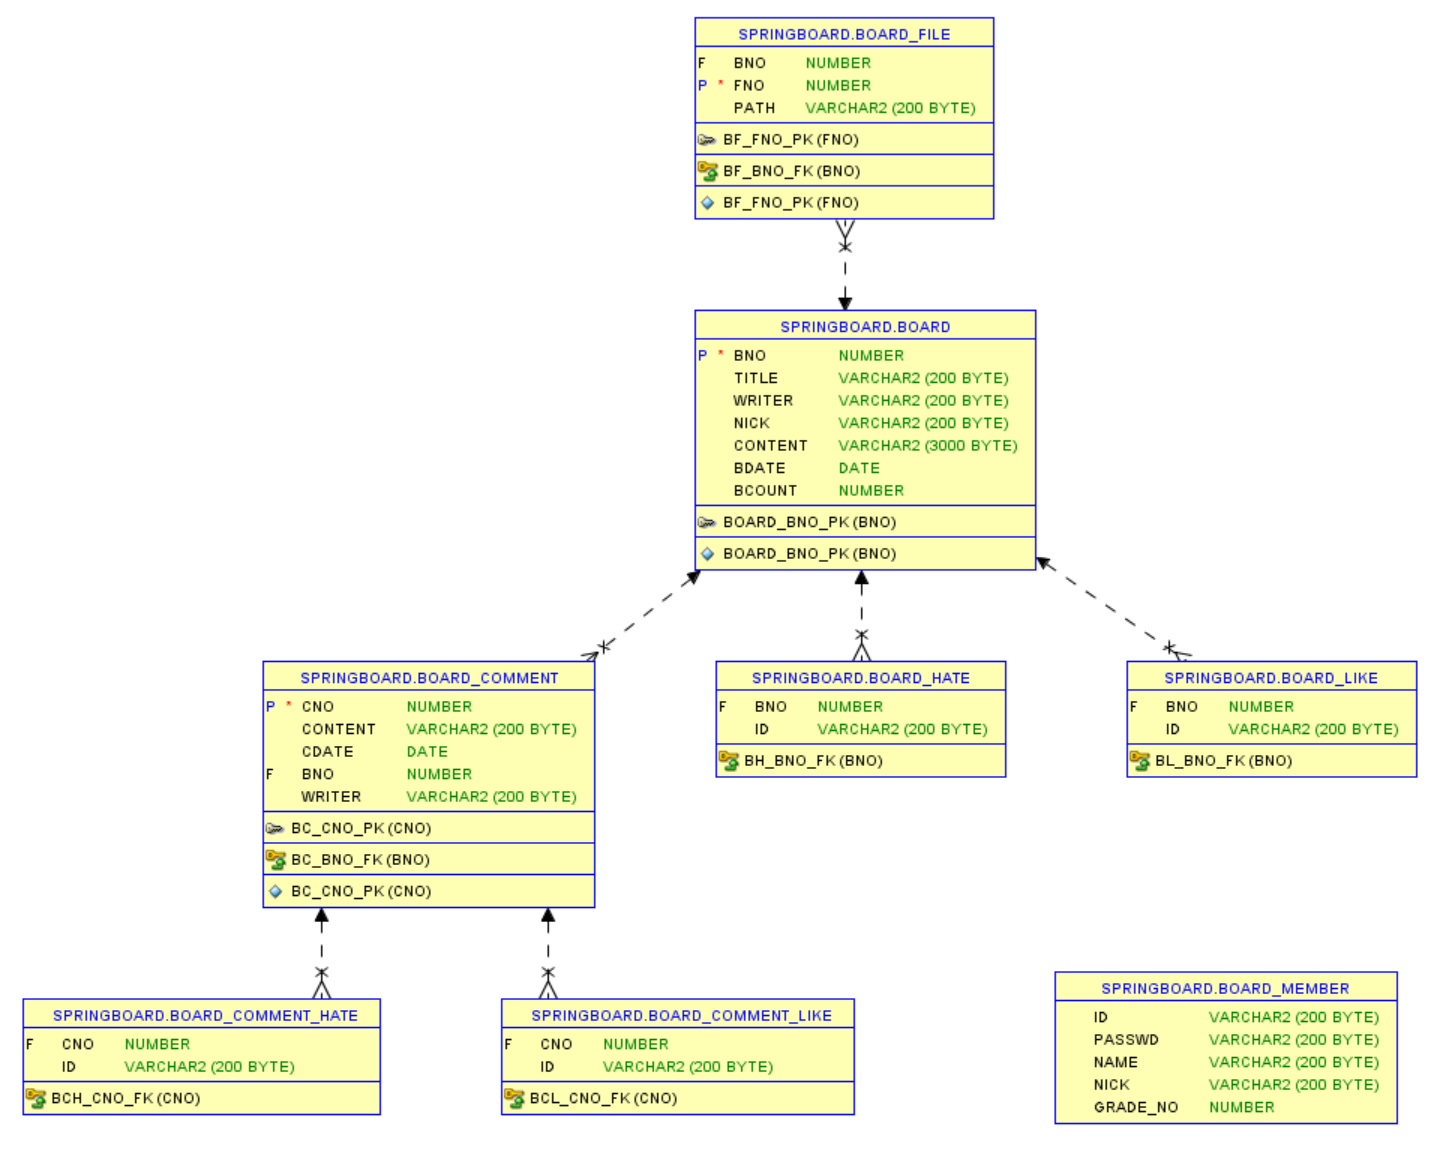 SPRINGBOARD.BOARD_FILE
F BNO NUMBER
P * FNO NUMBER
PATH VARCHAR2 (200 BYTE)
BF_FNO_PK (FNO)
BF_BNO_FK (BNO)
BF_FNO_PK (FNO)
SPRINGBOARD.BOARD
P * BNO NUMBER
TITLE VARCHAR2 (200 BYTE)
WRITER VARCHAR2 (200 BYTE)
NICK VARCHAR2 (200 BYTE)
CONTENT VARCHAR2 (3000 BYTE)
BDATE DATE
BCOUNT NUMBER
BOARD_BNO_PK (BNO)
BOARD_BNO_PK (BNO)
SPRINGBOARD.BOARD_COMMENT
P * CNO NUMBER
CONTENT VARCHAR2 (200 BYTE)
CDATE DATE
F BNO NUMBER
WRITER VARCHAR2 (200 BYTE)
BC_CNO_PK (CNO)
BC_BNO_FK (BNO)
BC_CNO_PK (CNO)
SPRINGBOARD.BOARD_HATE
F BNO NUMBER
ID VARCHAR2 (200 BYTE)
BH_BNO_FK (BNO)
SPRINGBOARD.BOARD_LIKE
F BNO NUMBER
ID VARCHAR2 (200 BYTE)
BL_BNO_FK (BNO)
SPRINGBOARD.BOARD_COMMENT_HATE
F CNO NUMBER
ID VARCHAR2 (200 BYTE)
BCH_CNO_FK (CNO)
SPRINGBOARD.BOARD_COMMENT_LIKE
F CNO NUMBER
ID VARCHAR2 (200 BYTE)
BCL_CNO_FK (CNO)
SPRINGBOARD.BOARD_MEMBER
ID VARCHAR2 (200 BYTE)
PASSWD VARCHAR2 (200 BYTE)
NAME VARCHAR2 (200 BYTE)
NICK VARCHAR2 (200 BYTE)
GRADE_NO NUMBER